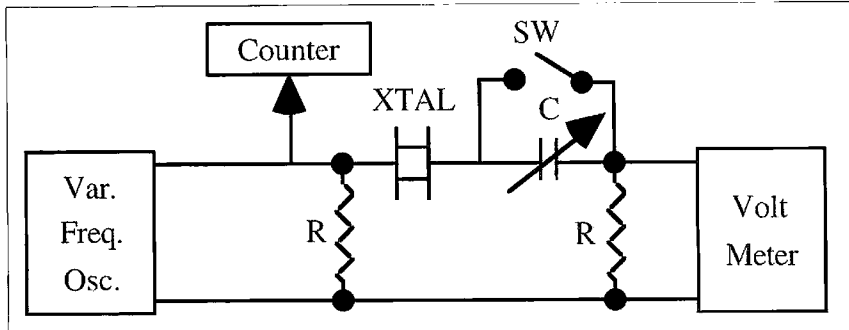 Counter
SW
XTAL
C
Var.
Freq.
Osc.
R
R
Volt
Meter